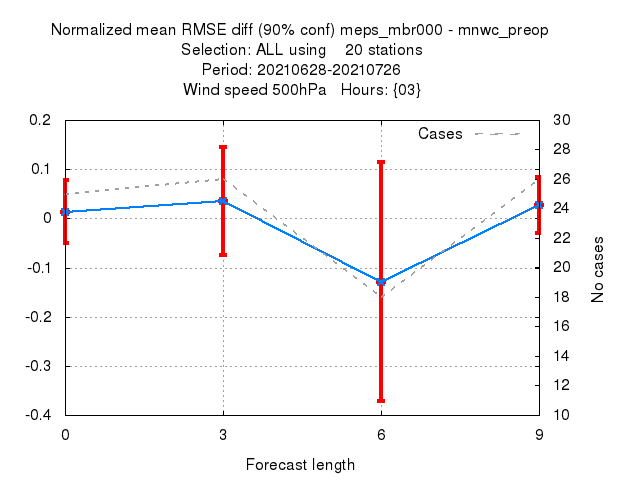 Normalized mean RMSE diff (90% conf) meps_mbr000 - mnwc_preop
Selection: ALL using 20 stations
Period: 20210628-20210726
Wind speed 500hPa Hours: {03}
Cases
0.2
0.1
0
-0.1
-0.2
-0.3
-0.4
30
28
26
24
22
20
18
16
14
12
10
No cases
0 3 6 9
Forecast length